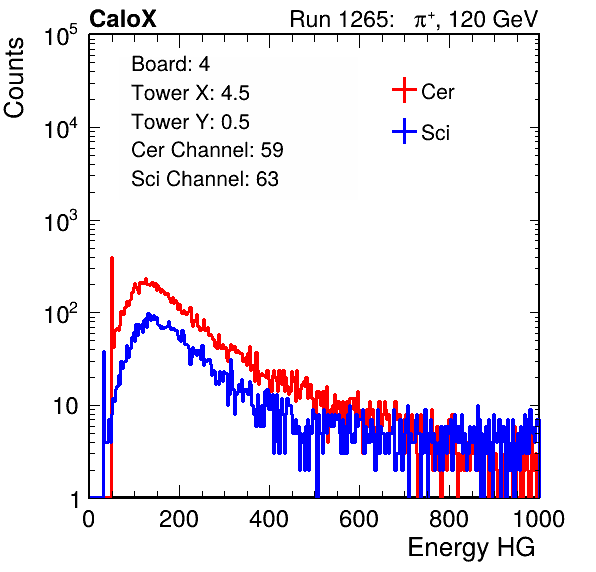 CaloX Run 1265: π⁺, 120 GeV
Counts
10⁵
10⁴
10³
10²
10
1
Board: 4
Tower X: 4.5
Tower Y: 0.5
Cer Channel: 59
Sci Channel: 63
Cer
Sci
0 200 400 600 800 1000
Energy HG